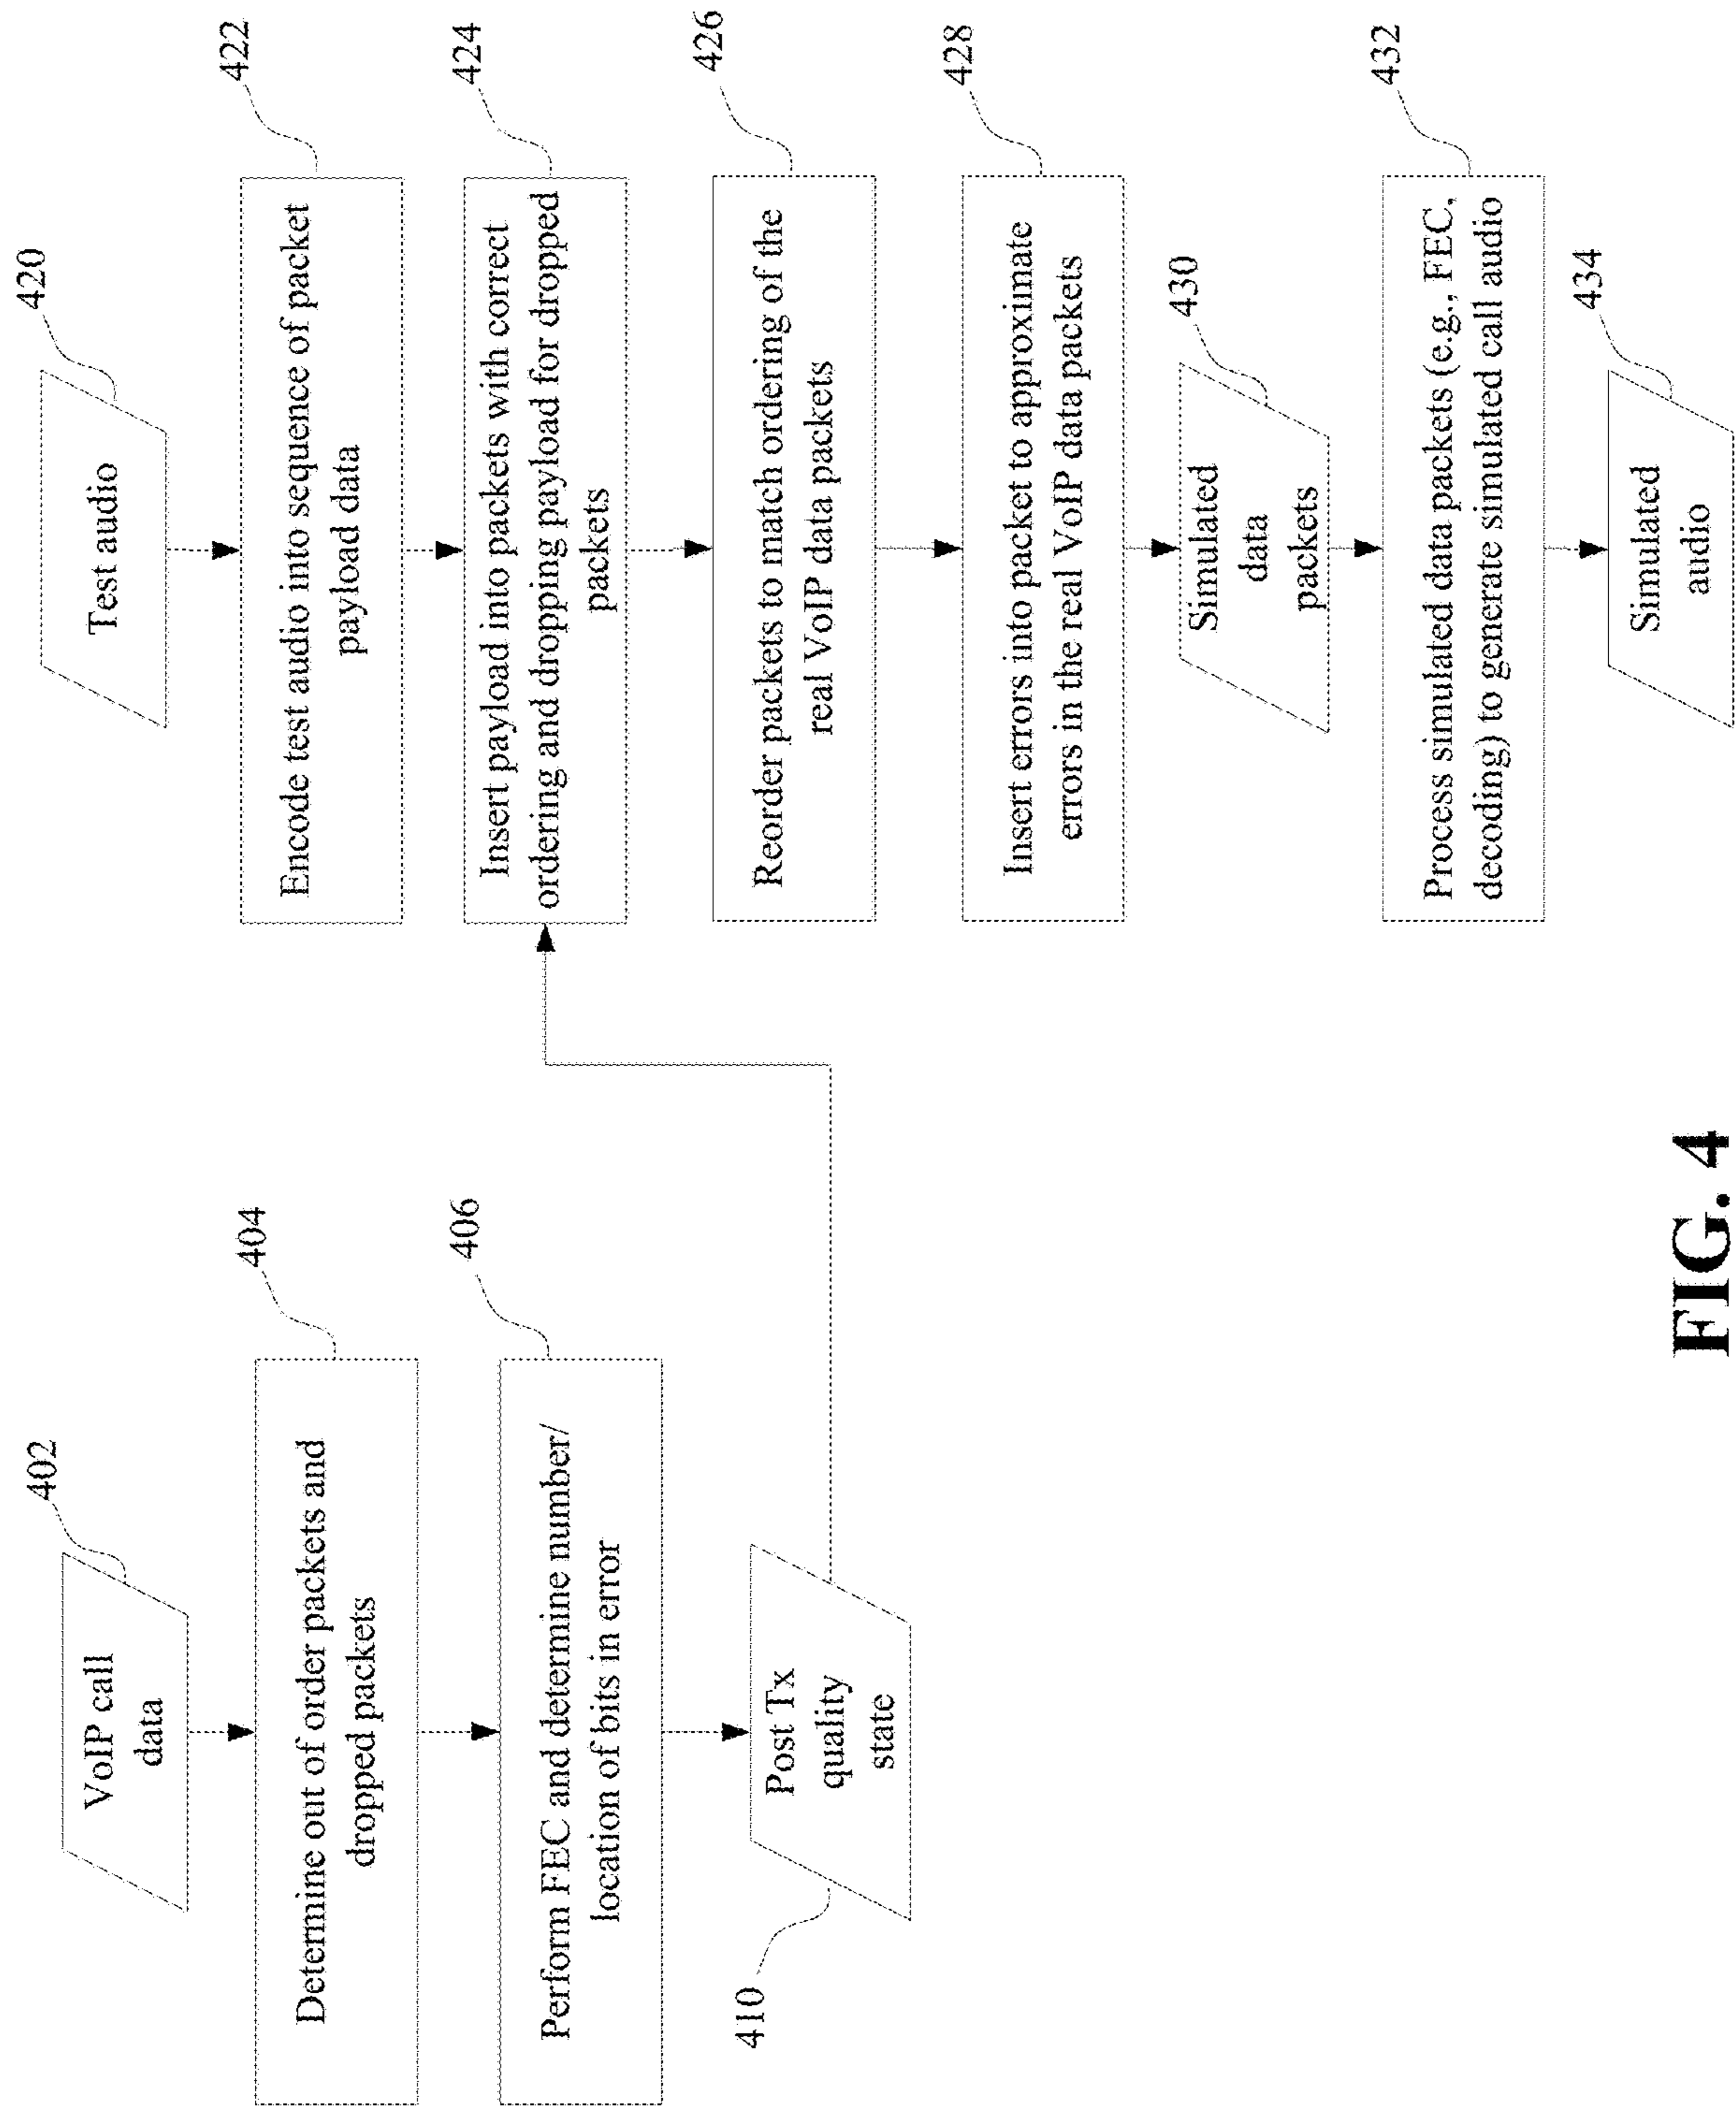 402
VoIP call
data
404
Determine out of order packets and
dropped packets
406
Perform FEC and determine number/
location of bits in error
410
Post Tx
quality
state
420
Test audio
422
Encode test audio into sequence of packet
payload data
424
Insert payload into packets with correct
ordering and dropping payload for dropped
packets
426
Reorder packets to match ordering of the
real VoIP data packets
428
Insert errors into packet to approximate
errors in the real VoIP data packets
430
Simulated
data
packets
432
Process simulated data packets (e.g., FEC,
decoding) to generate simulated call audio
434
Simulated
audio
FIG. 4